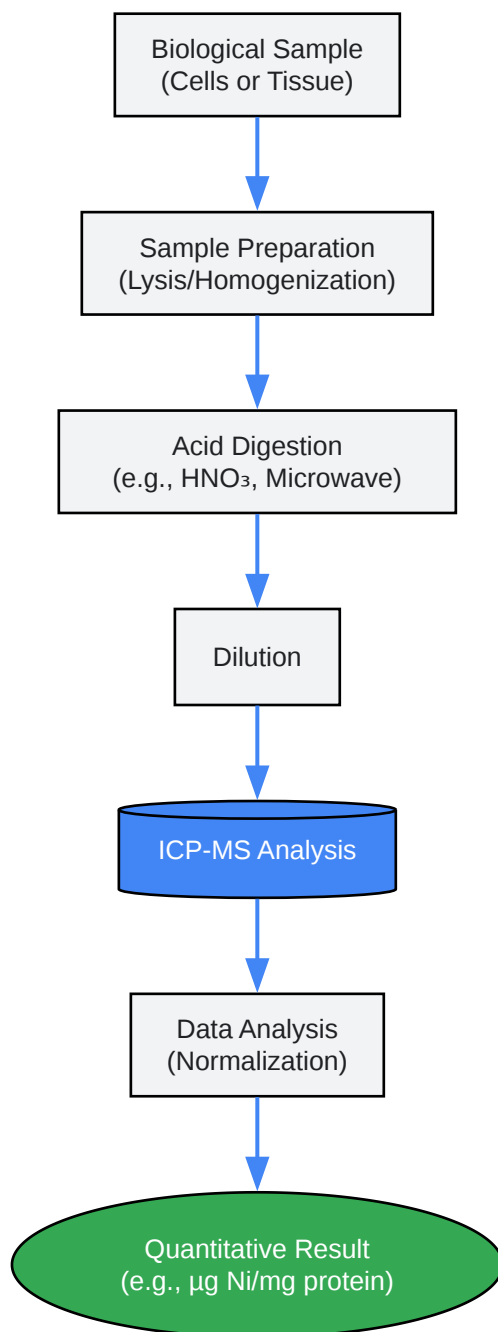 Biological Sample
(Cells or Tissue)
Sample Preparation
(Lysis/Homogenization)
Acid Digestion
(e.g., HNO₃, Microwave)
Dilution
ICP-MS Analysis
Data Analysis
(Normalization)
Quantitative Result
(e.g., µg Ni/mg protein)